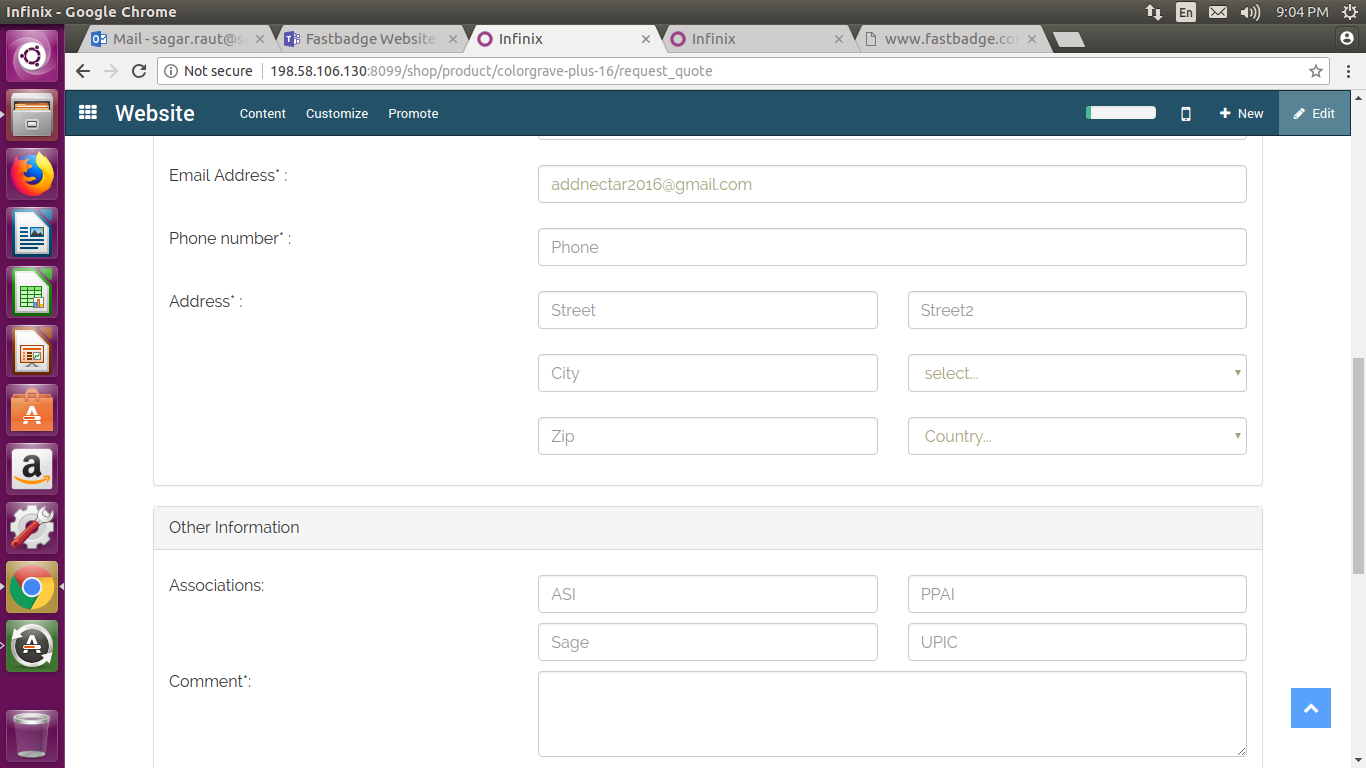 Infinix - Google Chrome
En
9:04 PM
Mail - sagar.raut@s
Fastbadge Website
Infinix
Infinix
www.fastbadge.co
Not secure
198.58.106.130:8099/shop/product/colorgrave-plus-16/request_quote
Website
Content
Customize
Promote
New
Edit
Email Address* :
addnectar2016@gmail.com
Phone number* :
Phone
Address* :
Street
Street2
City
select...
Zip
Country...
Other Information
Associations:
ASI
PPAI
Sage
UPIC
Comment*: